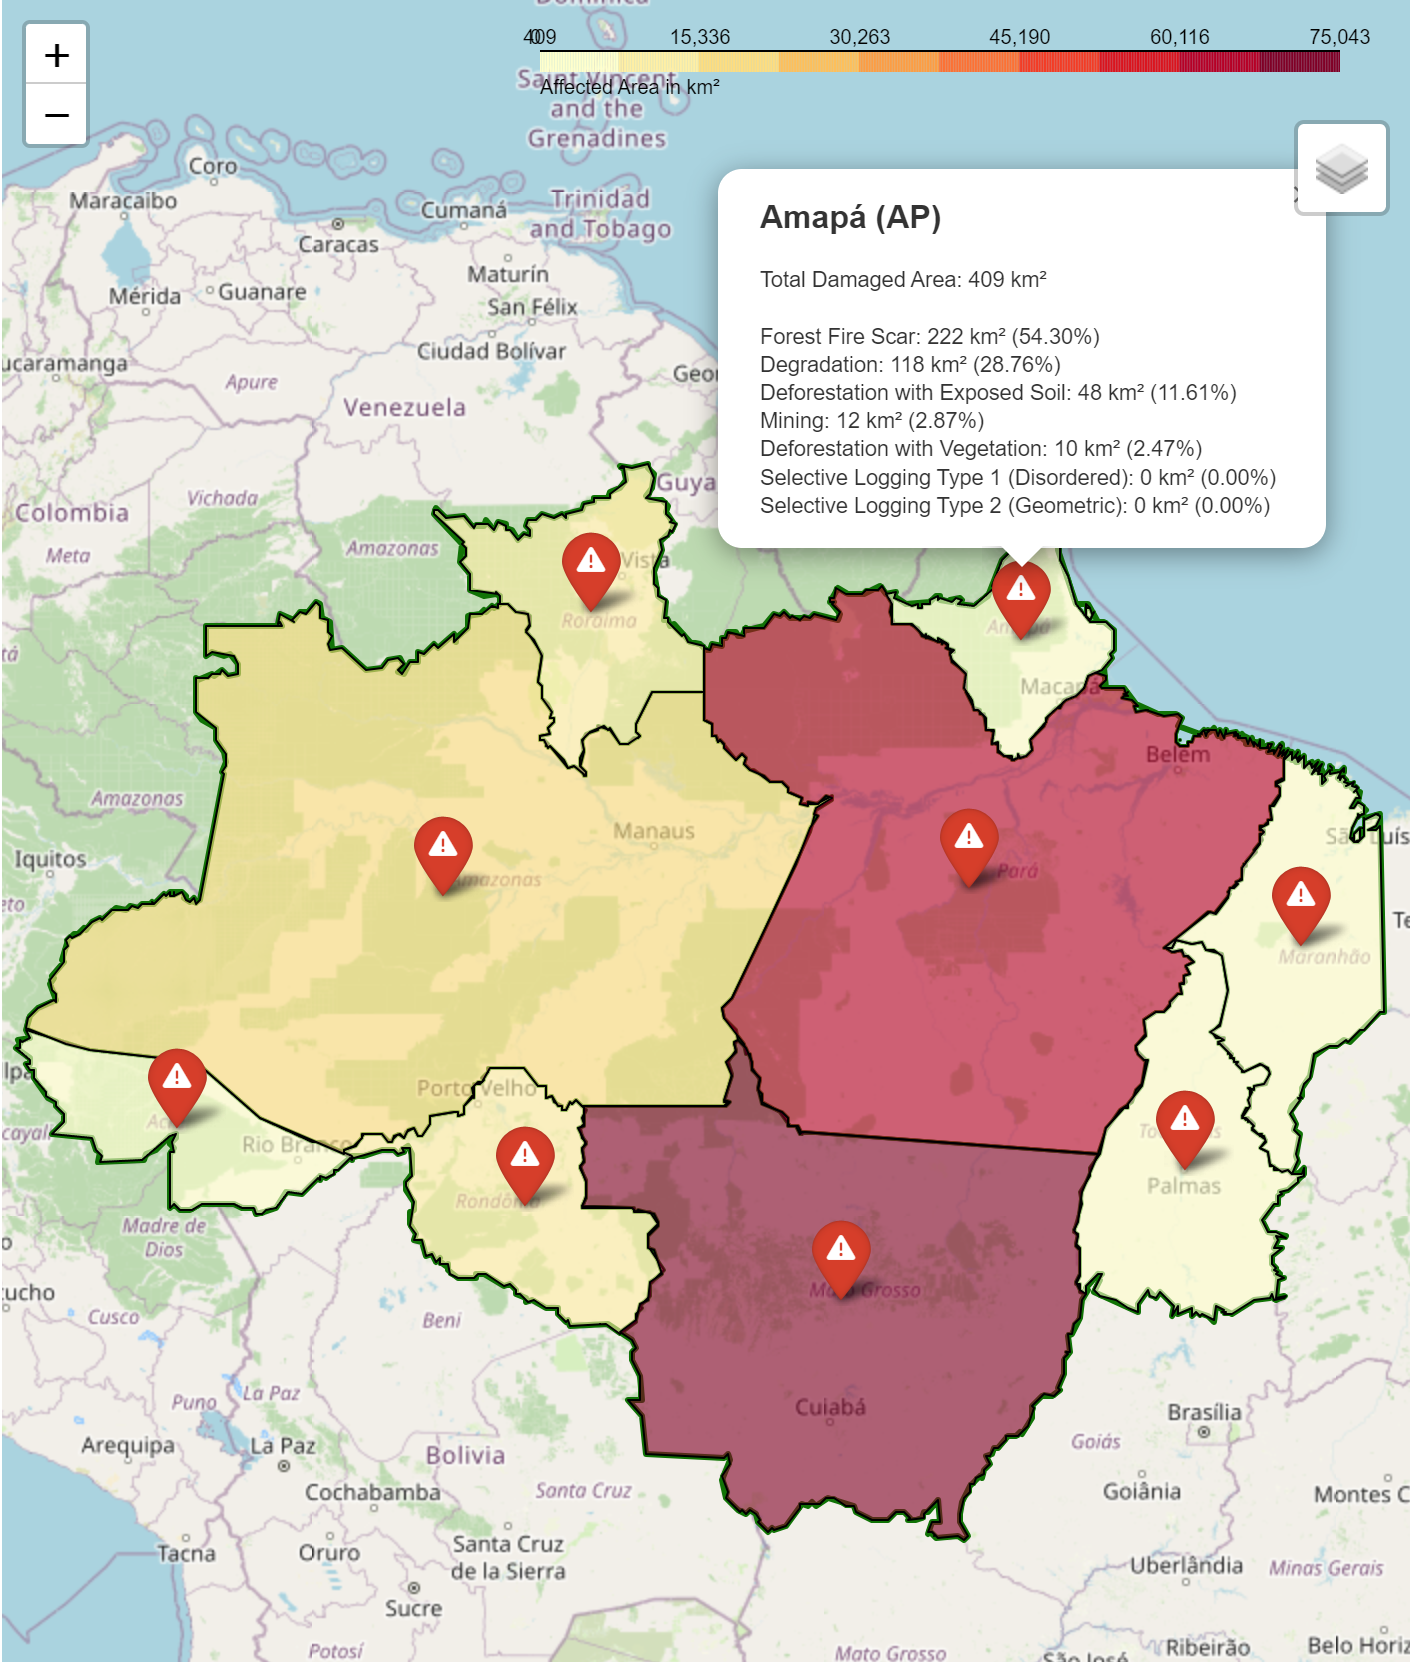 +
−
409
15,336
30,263
45,190
60,116
75,043
Affected Area in km²
Saint Vincent
and the
Grenadines
Coro
Maracaibo
Cumaná
Trinidad
and Tobago
Caracas
Maturín
Mérida
Guanare
San Félix
ucaramanga
Ciudad Bolívar
Apure
Venezuela
Geor
Guya
Vichada
Colombia
Meta
Amazonas
Amapá (AP)
Total Damaged Area: 409 km²
Forest Fire Scar: 222 km² (54.30%)
Degradation: 118 km² (28.76%)
Deforestation with Exposed Soil: 48 km² (11.61%)
Mining: 12 km² (2.87%)
Deforestation with Vegetation: 10 km² (2.47%)
Selective Logging Type 1 (Disordered): 0 km² (0.00%)
Selective Logging Type 2 (Geometric): 0 km² (0.00%)
Vista
Roraima
Macapá
Belém
Amazonas
Manaus
Iquitos
Amazonas
Pará
Maranhão
Porto Velho
Rio Branco
Rondônia
Palmas
Madre de
Dios
Mato Grosso
Cusco
Beni
Puno
La Paz
Cuiabá
Brasília
Arequipa
La Paz
Bolivia
Goiás
Cochabamba
Santa Cruz
Goiânia
Montes C
Tacna
Oruro
Santa Cruz
de la Sierra
Uberlândia
Minas Gerais
Sucre
Potosí
Mato Grosso
São José
Ribeirão
Belo Horiz